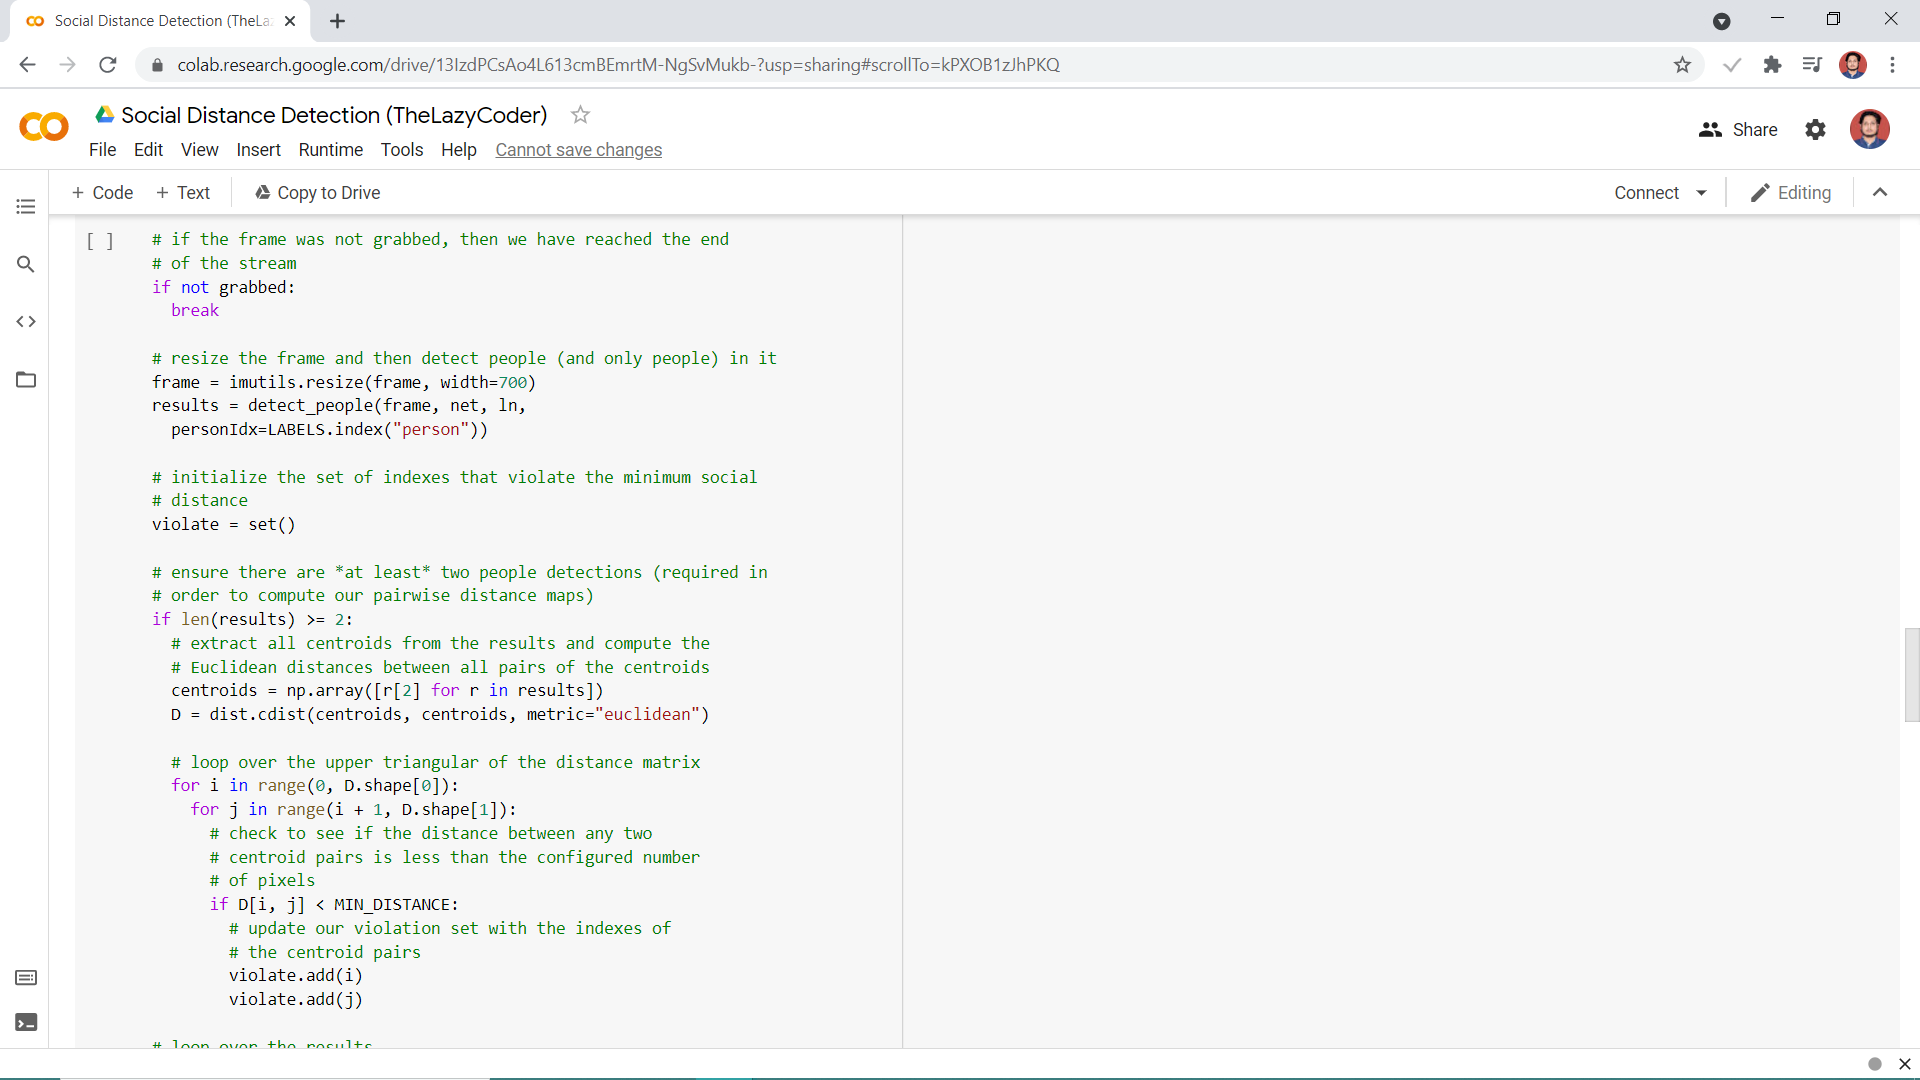 Social Distance Detection (TheLa
colab.research.google.com/drive/13IzdPCsAo4L613cmBEmrtM-NgSvMukb-?usp=sharing#scrollTo=kPXOB1zJhPKQ
Social Distance Detection (TheLazyCoder)
File Edit View Insert Runtime Tools Help Cannot save changes
Share
+ Code + Text Copy to Drive
Connect Editing
[ ]
# if the frame was not grabbed, then we have reached the end
# of the stream
if not grabbed:
  break
# resize the frame and then detect people (and only people) in it
frame = imutils.resize(frame, width=700)
results = detect_people(frame, net, ln,
  personIdx=LABELS.index("person"))
# initialize the set of indexes that violate the minimum social
# distance
violate = set()
# ensure there are *at least* two people detections (required in
# order to compute our pairwise distance maps)
if len(results) >= 2:
  # extract all centroids from the results and compute the
  # Euclidean distances between all pairs of the centroids
  centroids = np.array([r[2] for r in results])
  D = dist.cdist(centroids, centroids, metric="euclidean")
  # loop over the upper triangular of the distance matrix
  for i in range(0, D.shape[0]):
    for j in range(i + 1, D.shape[1]):
      # check to see if the distance between any two
      # centroid pairs is less than the configured number
      # of pixels
      if D[i, j] < MIN_DISTANCE:
        # update our violation set with the indexes of
        # the centroid pairs
        violate.add(i)
        violate.add(j)
# loop over the results